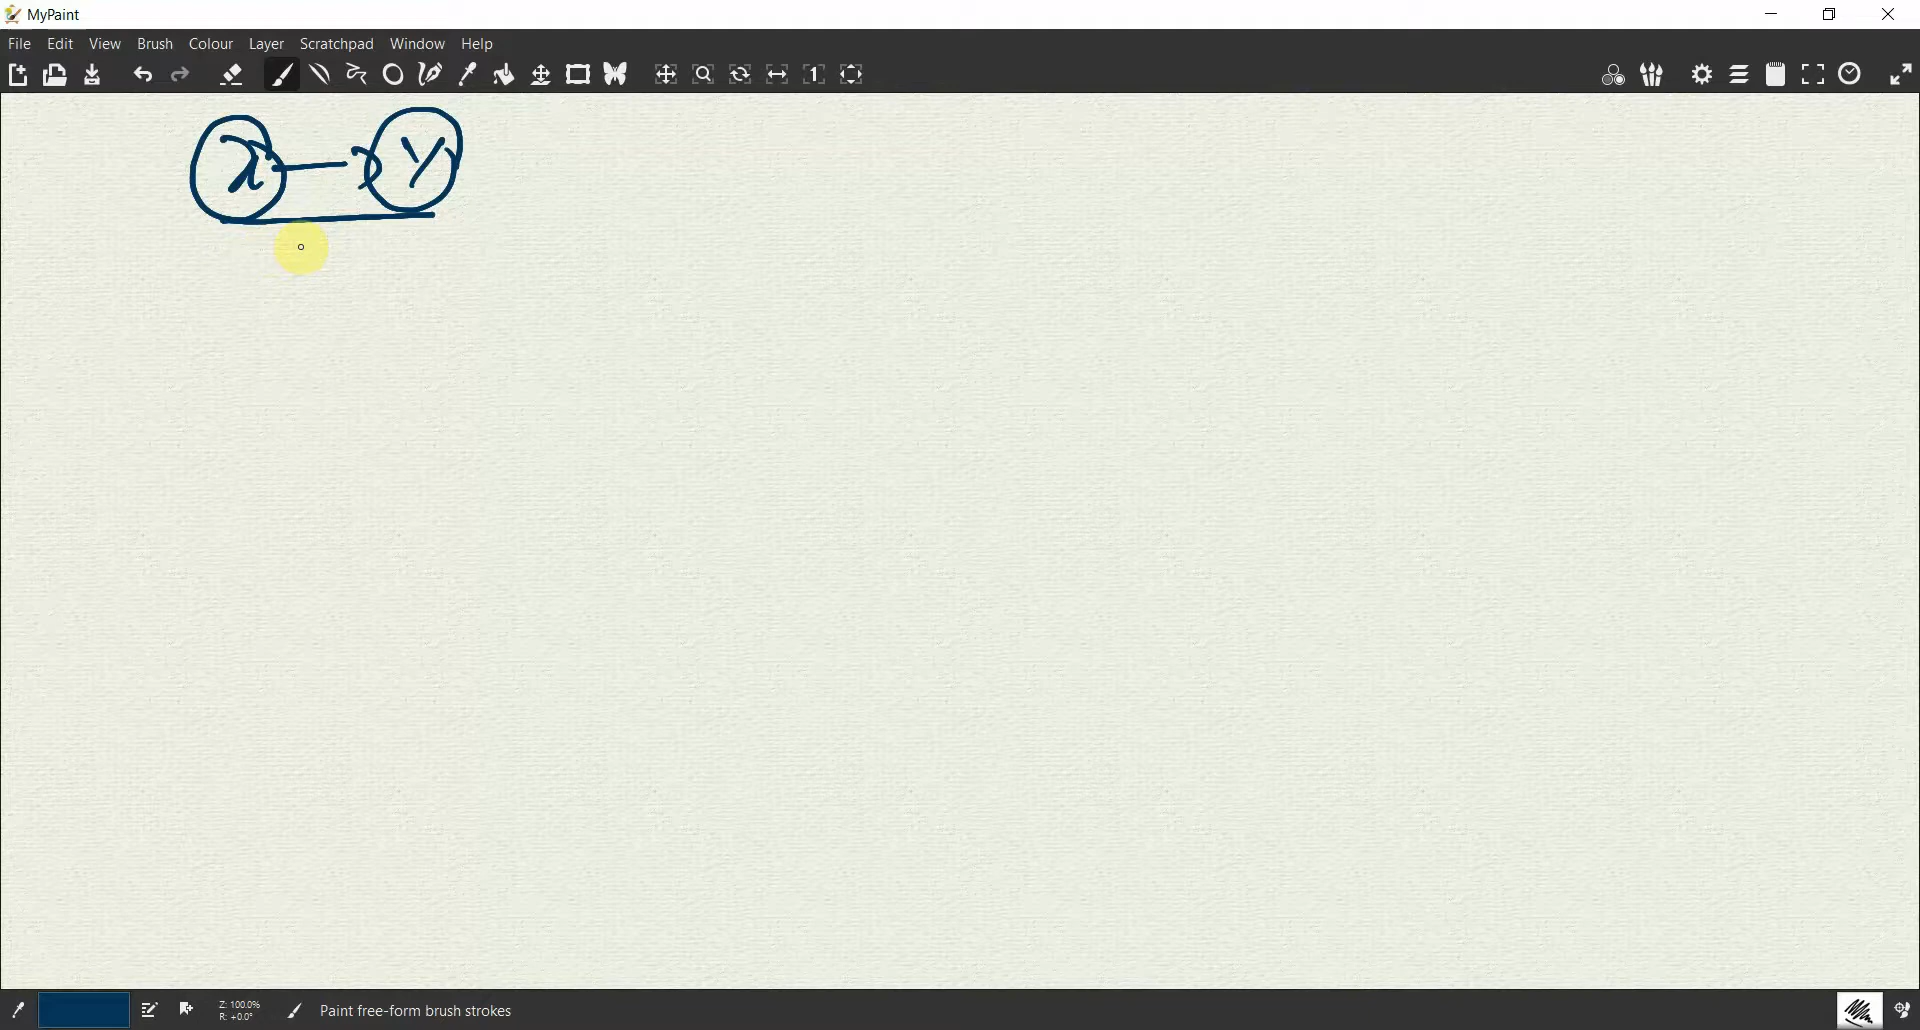 MyPaint
File Edit View Brush Colour Layer Scratchpad Window Help
x → y
Z: 100.0%
R: +0.0°
Paint free-form brush strokes